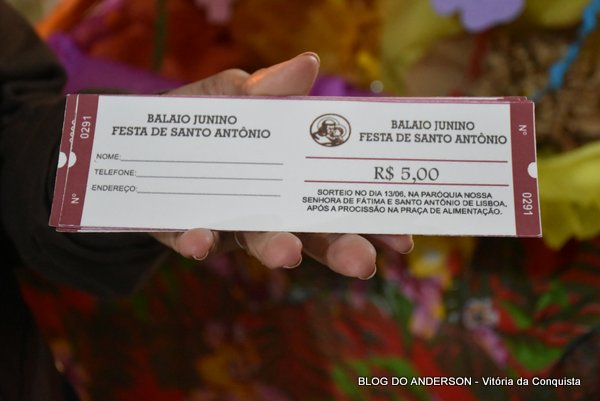 BALAIO JUNINO
FESTA DE SANTO ANTÔNIO
NOME:
TELEFONE:
ENDEREÇO:
Nº 0291
BALAIO JUNINO
FESTA DE SANTO ANTÔNIO
R$ 5,00
SORTEIO NO DIA 13/06, NA PARÓQUIA NOSSA
SENHORA DE FÁTIMA E SANTO ANTÔNIO DE LISBOA,
APÓS A PROCISSÃO NA PRAÇA DE ALIMENTAÇÃO.
Nº 0291
BLOG DO ANDERSON - Vitória da Conquista